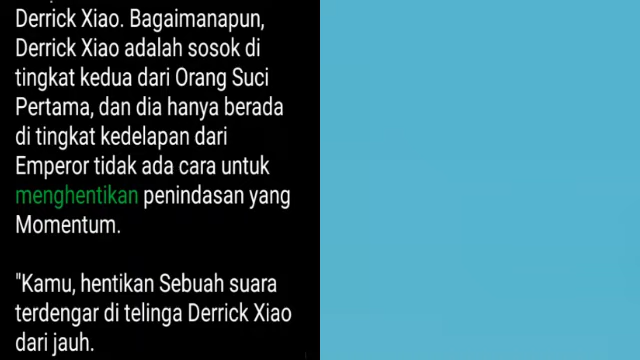 Derrick Xiao. Bagaimanapun,
Derrick Xiao adalah sosok di
tingkat kedua dari Orang Suci
Pertama, dan dia hanya berada
di tingkat kedelapan dari
Emperor tidak ada cara untuk
menghentikan penindasan yang
Momentum.
"Kamu, hentikan Sebuah suara
terdengar di telinga Derrick Xiao
dari jauh.